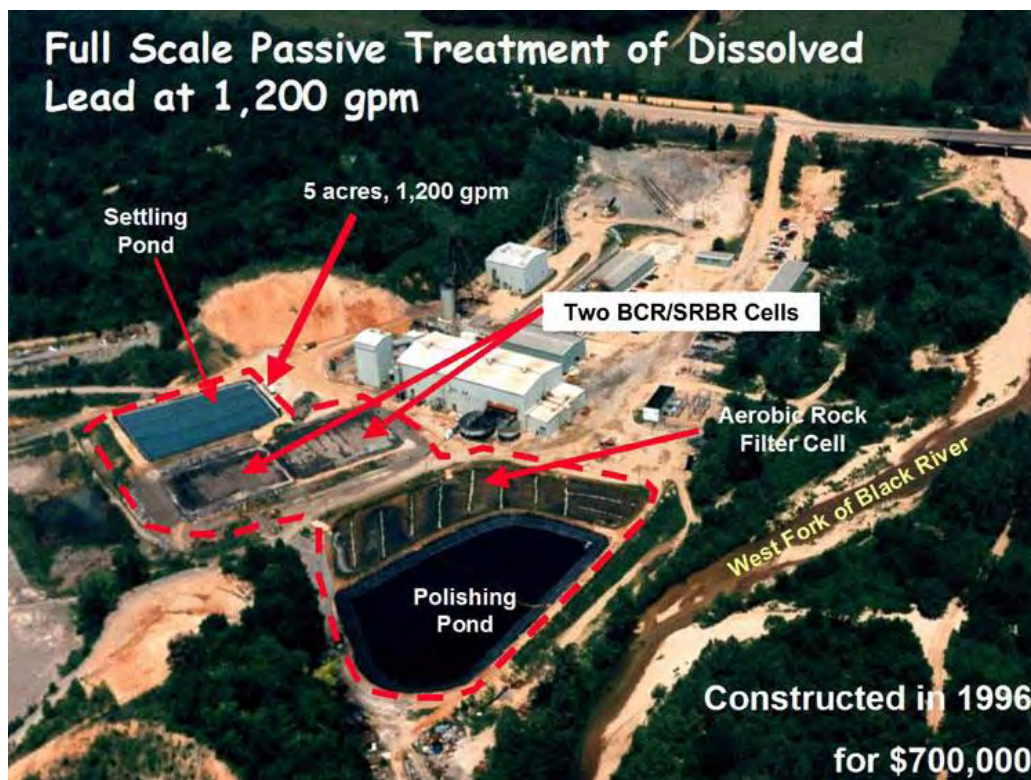 Full Scale Passive Treatment of Dissolved
Lead at 1,200 gpm
5 acres, 1,200 gpm
Settling
Pond
Two BCR/SRBR Cells
Aerobic Rock
Filter Cell
West Fork of Black River
Polishing
Pond
Constructed in 1996
for $700,000